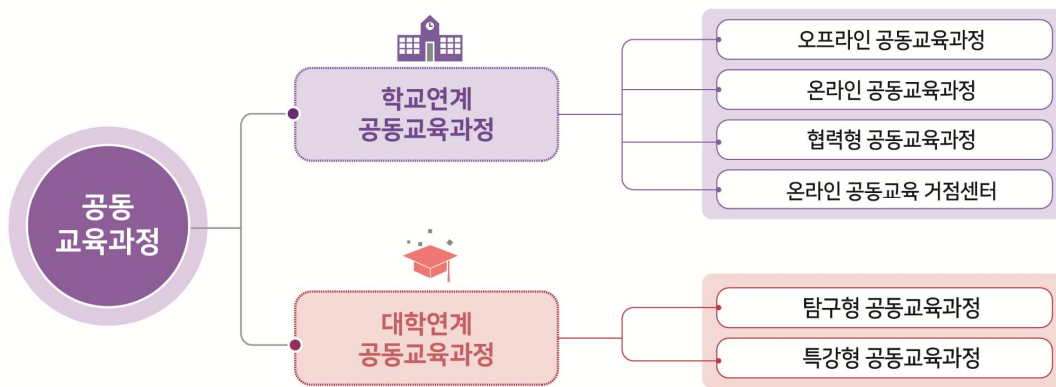 공동
교육과정
학교연계
공동교육과정
오프라인 공동교육과정
온라인 공동교육과정
협력형 공동교육과정
온라인 공동교육 거점센터
대학연계
공동교육과정
탐구형 공동교육과정
특강형 공동교육과정